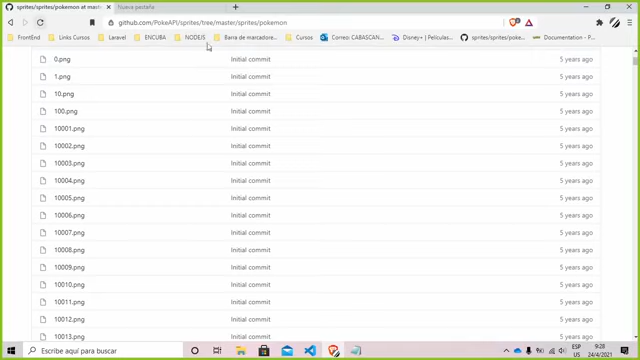 sprites/sprites/pokemon at mast
Nueva pestaña
github.com/PokeAPI/sprites/tree/master/sprites/pokemon
FrontEnd
Links Cursos
Laravel
ENCUBA
NODEJS
Barra de marcadore...
Cursos
Correo: CABASCAN...
Disney+ | Películas...
sprites/sprites/poke...
Documentation - P...
0.png Initial commit 5 years ago
1.png Initial commit 5 years ago
10.png Initial commit 5 years ago
100.png Initial commit 5 years ago
10001.png Initial commit 5 years ago
10002.png Initial commit 5 years ago
10003.png Initial commit 5 years ago
10004.png Initial commit 5 years ago
10005.png Initial commit 5 years ago
10006.png Initial commit 5 years ago
10007.png Initial commit 5 years ago
10008.png Initial commit 5 years ago
10009.png Initial commit 5 years ago
10010.png Initial commit 5 years ago
10011.png Initial commit 5 years ago
10012.png Initial commit 5 years ago
10013.png Initial commit 5 years ago
Escribe aquí para buscar
ESP
US
9:28
24/4/2021